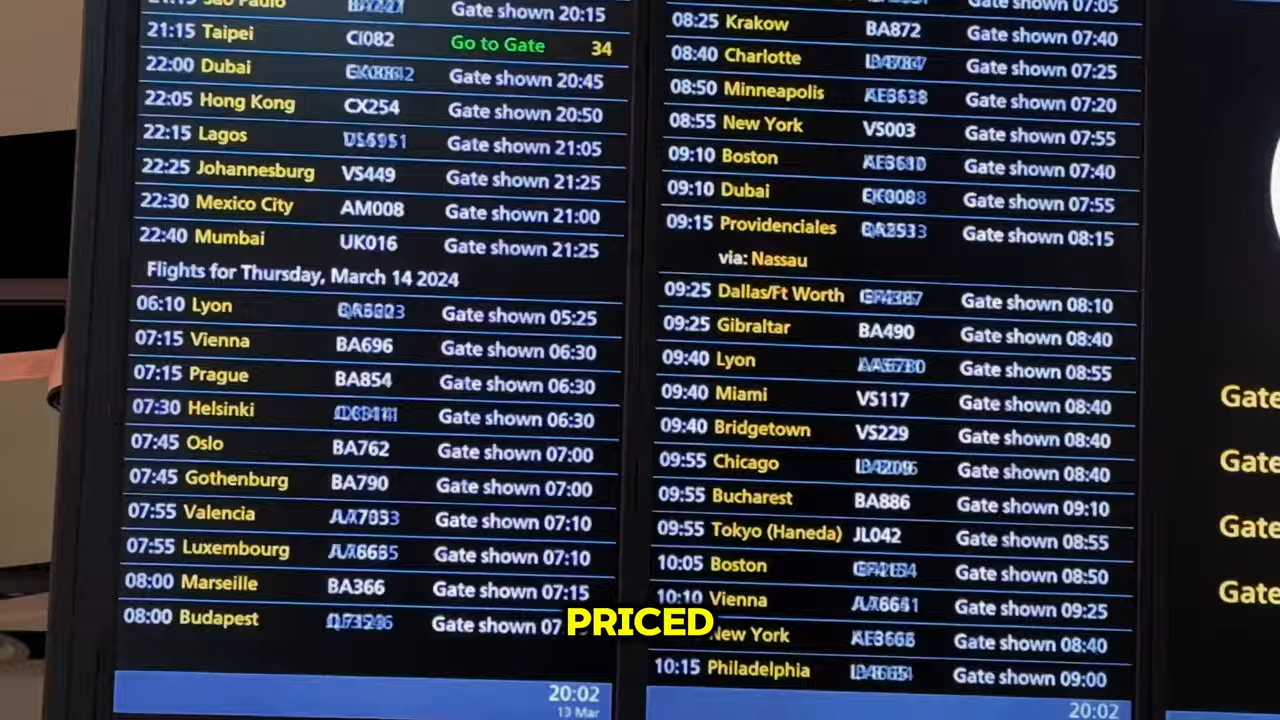 Gate shown 20:15
21:15 Taipei CI082 Go to Gate 34
22:00 Dubai Gate shown 20:45
22:05 Hong Kong CX254 Gate shown 20:50
22:15 Lagos Gate shown 21:05
22:25 Johannesburg VS449 Gate shown 21:25
22:30 Mexico City AM008 Gate shown 21:00
22:40 Mumbai UK016 Gate shown 21:25
Flights for Thursday, March 14 2024
06:10 Lyon Gate shown 05:25
07:15 Vienna BA696 Gate shown 06:30
07:15 Prague BA854 Gate shown 06:30
07:30 Helsinki Gate shown 06:30
07:45 Oslo BA762 Gate shown 07:00
07:45 Gothenburg BA790 Gate shown 07:00
07:55 Valencia Gate shown 07:10
07:55 Luxembourg Gate shown 07:10
08:00 Marseille BA366 Gate shown 07:15
08:00 Budapest Gate shown 07
20:02
13 Mar
Gate shown 07:05
08:25 Krakow BA872 Gate shown 07:40
08:40 Charlotte Gate shown 07:25
08:50 Minneapolis Gate shown 07:20
08:55 New York VS003 Gate shown 07:55
09:10 Boston Gate shown 07:40
09:10 Dubai Gate shown 07:55
09:15 Providenciales Gate shown 08:15
via: Nassau
09:25 Dallas/Ft Worth Gate shown 08:10
09:25 Gibraltar BA490 Gate shown 08:40
09:40 Lyon Gate shown 08:55
09:40 Miami VS117 Gate shown 08:40
09:40 Bridgetown VS229 Gate shown 08:40
09:55 Chicago Gate shown 08:40
09:55 Bucharest BA886 Gate shown 09:10
09:55 Tokyo (Haneda) JL042 Gate shown 08:55
10:05 Boston Gate shown 08:50
10:10 Vienna Gate shown 09:25
New York Gate shown 08:40
10:15 Philadelphia Gate shown 09:00
20:02
Gate
Gate
Gate
Gate
PRICED